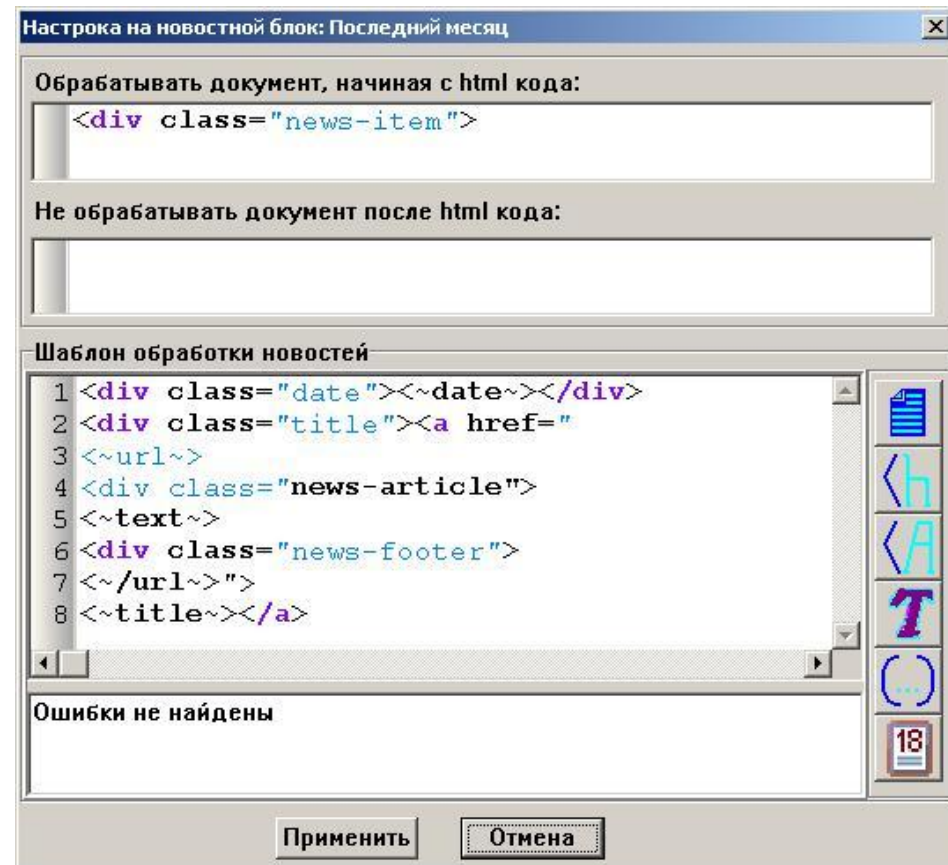 Настрока на новостной блок: Последний месяц
Обрабатывать документ, начиная с html кода:
<div class="news-item">
Не обрабатывать документ после html кода:
Шаблон обработки новостей
1 <div class="date"><~date~></div>
2 <div class="title"><a href="
3 <~url~>
4 <div class="news-article">
5 <~text~>
6 <div class="news-footer">
7 <~/url~>">
8 <~title~></a>
<h
<A
T
(...)
18
Ошибки не найдены
Применить
Отмена